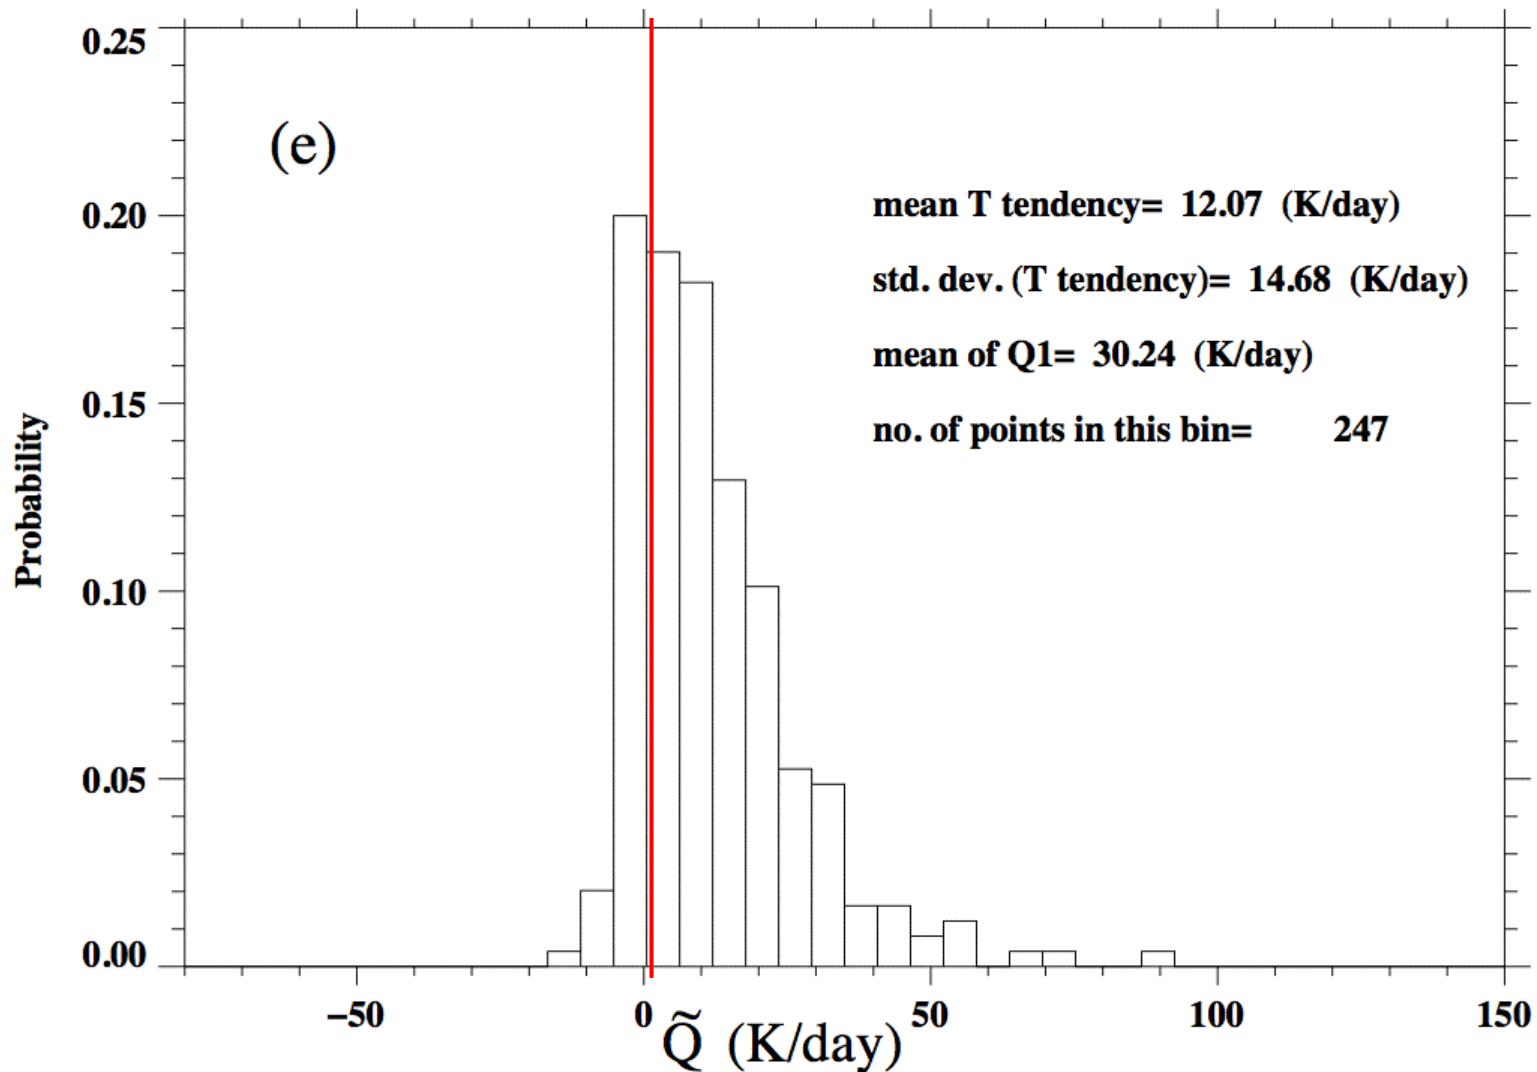 0.25
(e)
0.20
mean T tendency= 12.07 (K/day)
std. dev. (T tendency)= 14.68 (K/day)
mean of Q1= 30.24 (K/day)
0.15
no. of points in this bin= 247
Probability
0.10
0.05
0.00
−50 0 50 100 150
Q̃ (K/day)